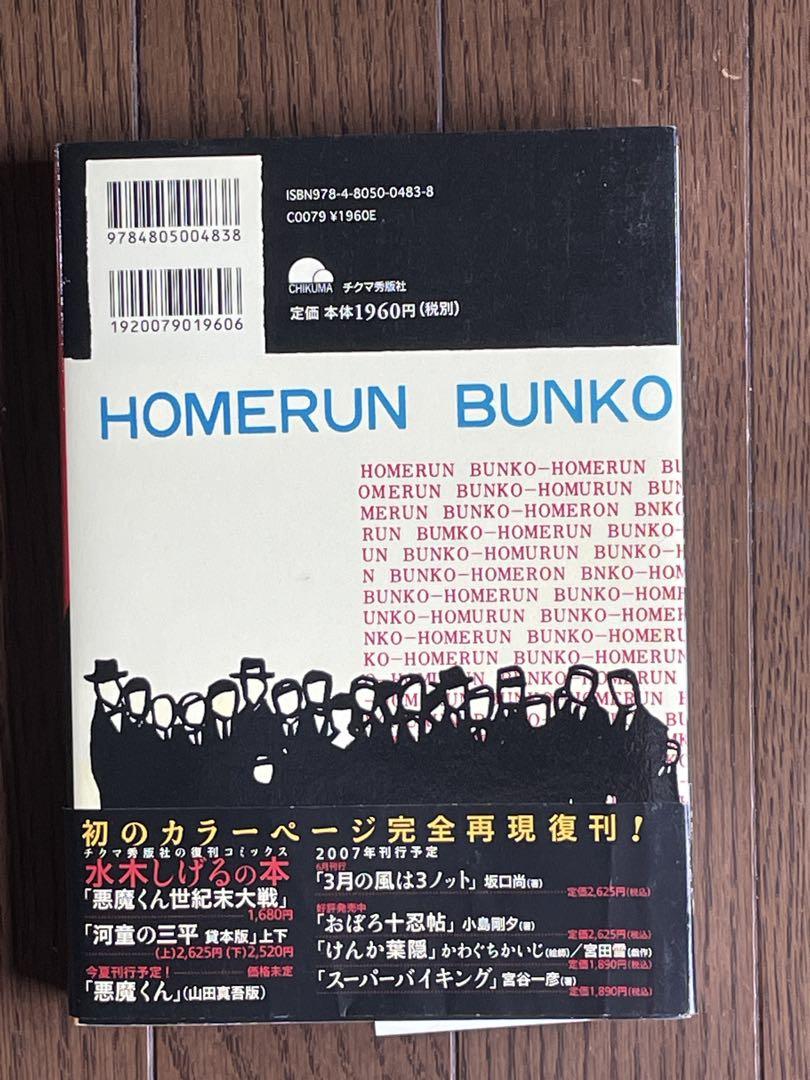 ISBN978-4-8050-0483-8
C0079 ¥1960E
9784805004838
1920079019606
CHIKUMA チクマ秀版社
定価 本体1960円(税別)
HOMERUN BUNKO
HOMERUN BUNKO-HOMERUN BU
OMERUN BUNKO-HOMURUN BUN
MERUN BUNKO-HOMERON BNKO
RUN BUMKO-HOMERUN BUNKO-
UN BUNKO-HOMURUN BUNKO-H
N BUNKO-HOMERON BNKO-HOM
BUNKO-HOMERUN BUNKO-HOME
UNKO-HOMURUN BUNKO-HOMER
NKO-HOMERUN BUNKO-HOMERU
KO-HOMERUN BUNKO-HOMERUN
初のカラーページ完全再現復刊!
チクマ秀版社の復刊コミックス
水木しげるの本
「悪魔くん世紀末大戦」
1,680円
「河童の三平 貸本版」上下
(上)2,625円(下)2,520円
今夏刊行予定! 価格未定
「悪魔くん」(山田真吾版)
2007年刊行予定
6月刊行
「3月の風は3ノット」坂口尚(著)
定価2,625円(税込)
好評発売中
「おぼろ十忍帖」小島剛夕(著)
定価2,625円(税込)
「けんか葉隠」かわぐちかいじ(絵師)/宮田雪(戯作)
定価1,890円(税込)
「スーパーバイキング」宮谷一彦(著)
定価1,890円(税込)